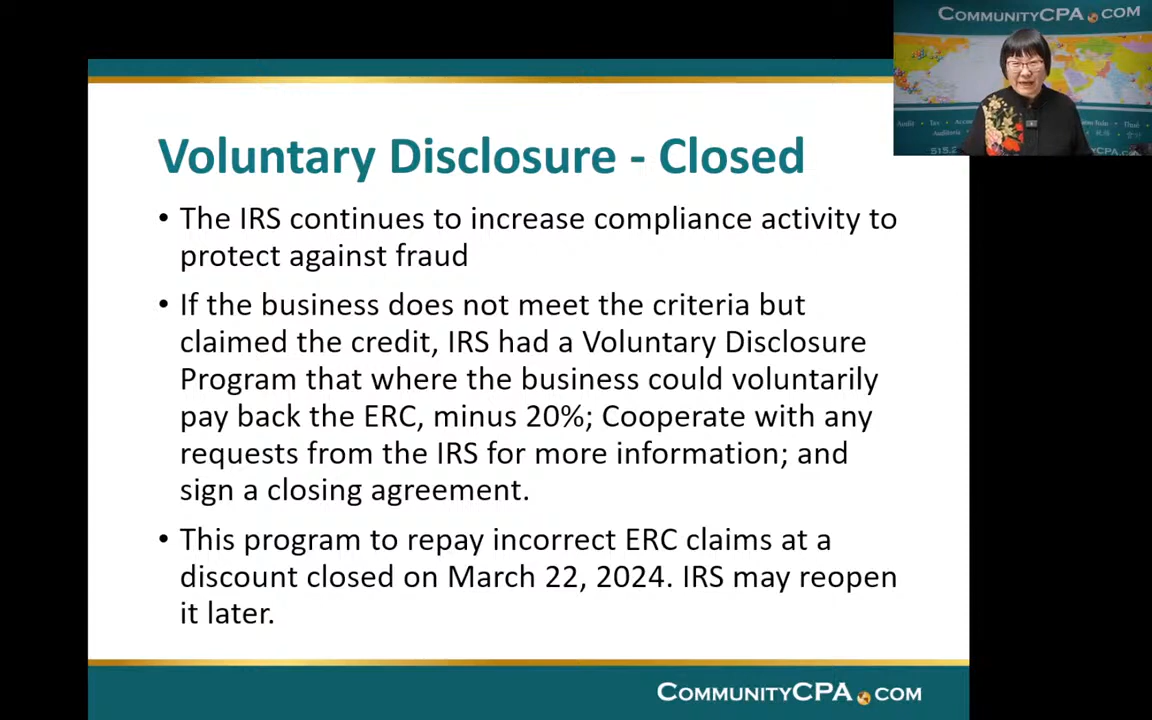 COMMUNITYCPA.COM
Voluntary Disclosure - Closed
• The IRS continues to increase compliance activity to
protect against fraud
• If the business does not meet the criteria but
claimed the credit, IRS had a Voluntary Disclosure
Program that where the business could voluntarily
pay back the ERC, minus 20%; Cooperate with any
requests from the IRS for more information; and
sign a closing agreement.
• This program to repay incorrect ERC claims at a
discount closed on March 22, 2024. IRS may reopen
it later.
COMMUNITYCPA.COM